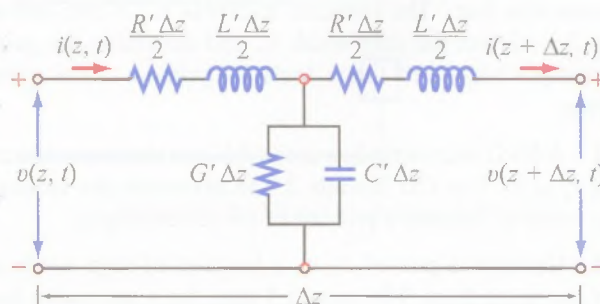 i(z, t)
R′ Δz
2
L′ Δz
2
R′ Δz
2
L′ Δz
2
i(z + Δz, t)
+
+
υ(z, t)
G′ Δz
C′ Δz
υ(z + Δz, t)
−
−
Δz